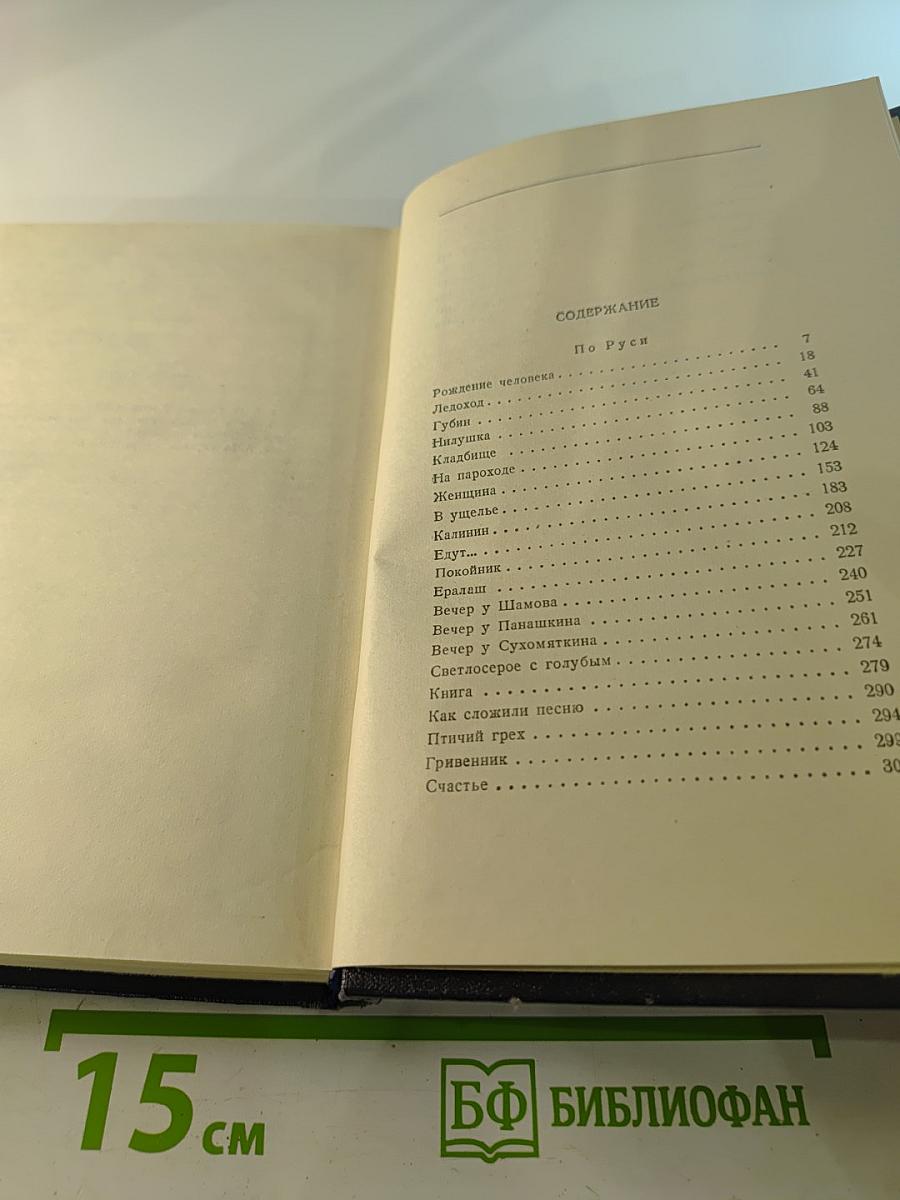 СОДЕРЖАНИЕ
По Руси
Рождение человека . . . . . . . . . . 7
Ледоход . . . . . . . . . . 18
Губин . . . . . . . . . . 41
Нилушка . . . . . . . . . . 64
Кладбище . . . . . . . . . . 88
На пароходе . . . . . . . . . . 103
Женщина . . . . . . . . . . 124
В ущелье . . . . . . . . . . 153
Калинин . . . . . . . . . . 183
Едут... . . . . . . . . . . 208
Покойник . . . . . . . . . . 212
Ералаш . . . . . . . . . . 227
Вечер у Шамова . . . . . . . . . . 240
Вечер у Панашкина . . . . . . . . . . 251
Вечер у Сухомяткина . . . . . . . . . . 261
Светлосерое с голубым . . . . . . . . . . 274
Книга . . . . . . . . . . 279
Как сложили песню . . . . . . . . . . 290
Птичий грех . . . . . . . . . . 294
Гривенник . . . . . . . . . . 299
Счастье . . . . . . . . . . 30
15 см
БФ БИБЛИОФАН